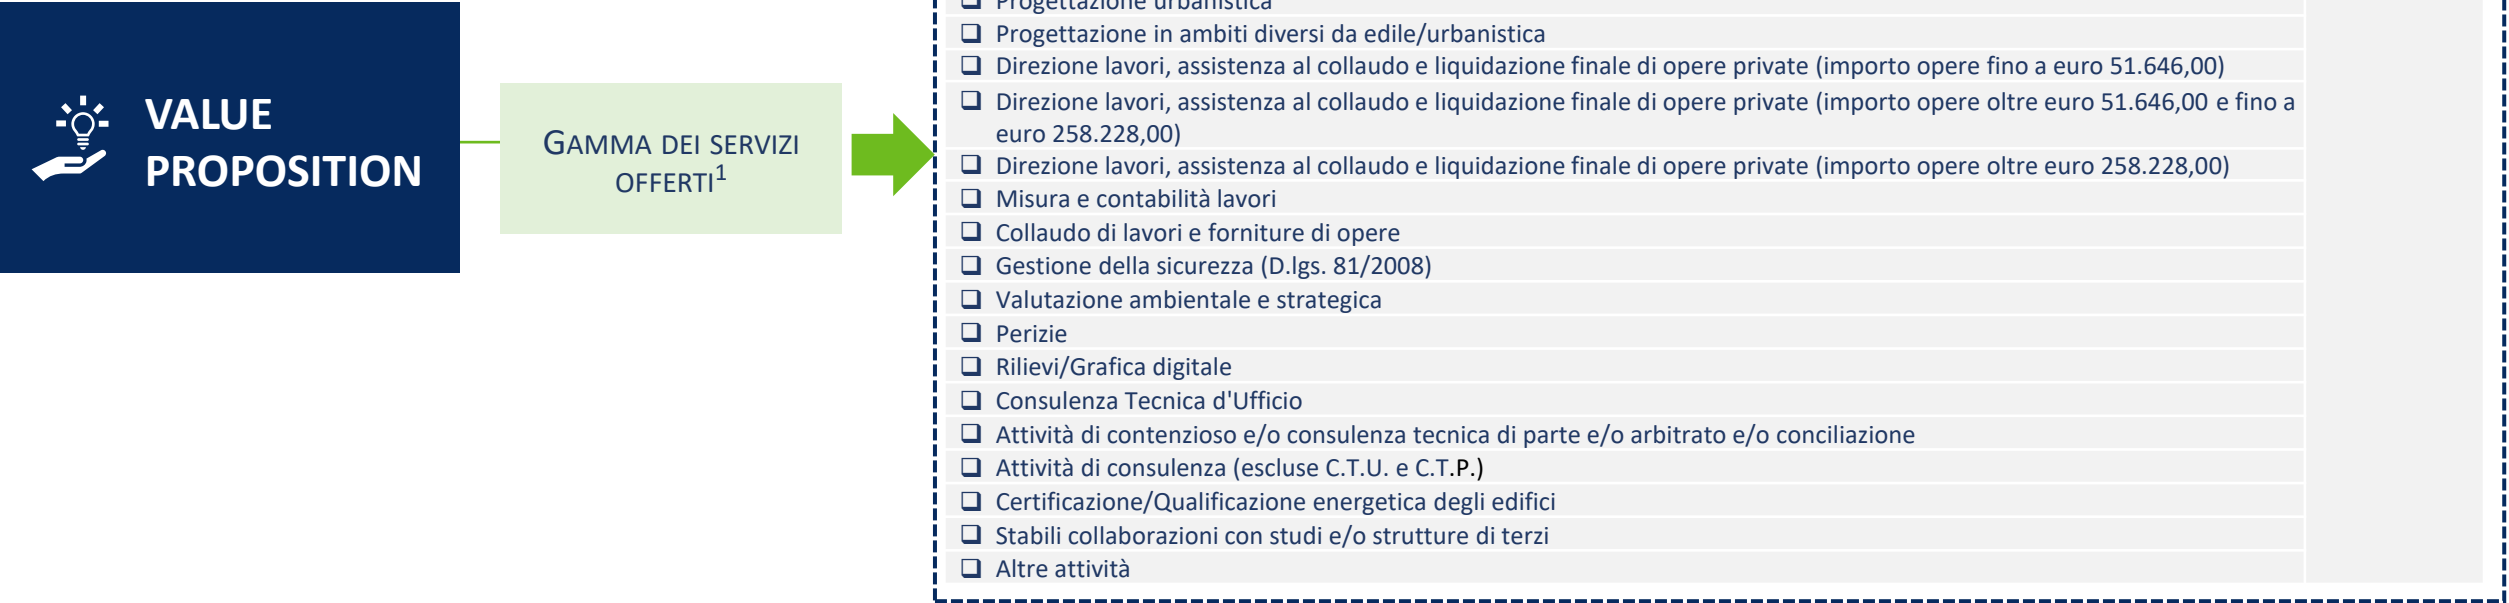 VALUE
PROPOSITION
GAMMA DEI SERVIZI
OFFERTI1
❑ Progettazione urbanistica
❑ Progettazione in ambiti diversi da edile/urbanistica
❑ Direzione lavori, assistenza al collaudo e liquidazione finale di opere private (importo opere fino a euro 51.646,00)
❑ Direzione lavori, assistenza al collaudo e liquidazione finale di opere private (importo opere oltre euro 51.646,00 e fino a
euro 258.228,00)
❑ Direzione lavori, assistenza al collaudo e liquidazione finale di opere private (importo opere oltre euro 258.228,00)
❑ Misura e contabilità lavori
❑ Collaudo di lavori e forniture di opere
❑ Gestione della sicurezza (D.lgs. 81/2008)
❑ Valutazione ambientale e strategica
❑ Perizie
❑ Rilievi/Grafica digitale
❑ Consulenza Tecnica d'Ufficio
❑ Attività di contenzioso e/o consulenza tecnica di parte e/o arbitrato e/o conciliazione
❑ Attività di consulenza (escluse C.T.U. e C.T.P.)
❑ Certificazione/Qualificazione energetica degli edifici
❑ Stabili collaborazioni con studi e/o strutture di terzi
❑ Altre attività